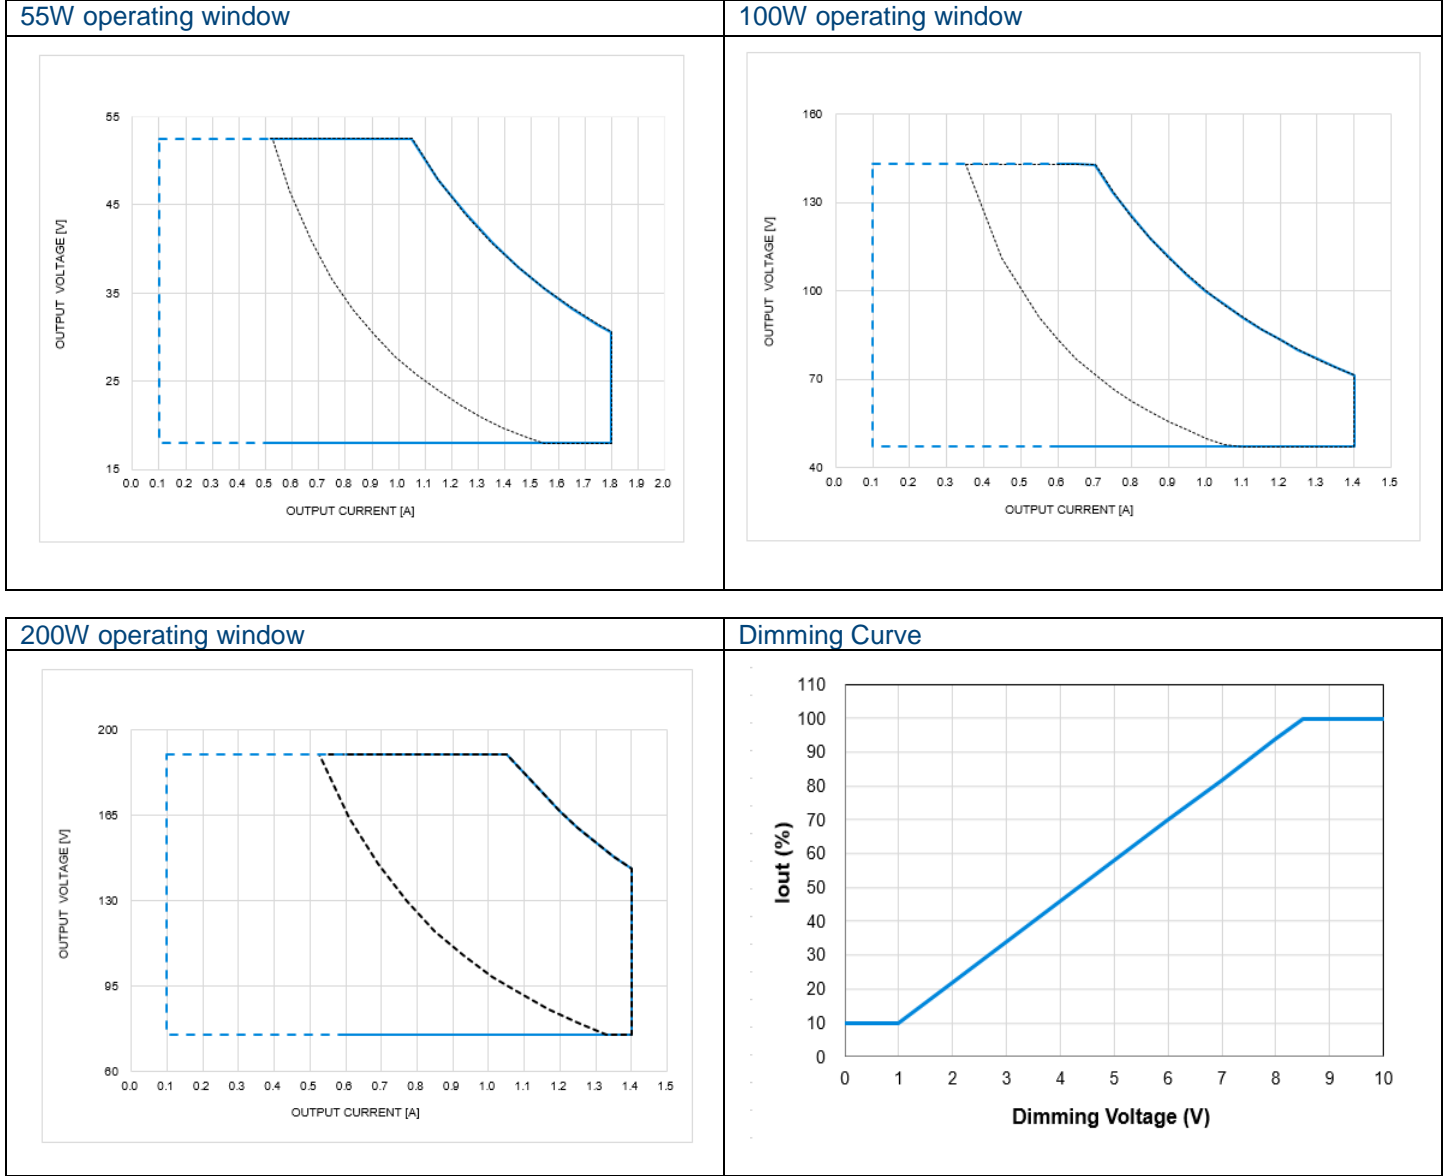 55W operating window
100W operating window
55
45
35
25
15
OUTPUT VOLTAGE [V]
0.0 0.1 0.2 0.3 0.4 0.5 0.6 0.7 0.8 0.9 1.0 1.1 1.2 1.3 1.4 1.5 1.6 1.7 1.8 1.9 2.0
OUTPUT CURRENT [A]
160
130
100
70
40
OUTPUT VOLTAGE [V]
0.0 0.1 0.2 0.3 0.4 0.5 0.6 0.7 0.8 0.9 1.0 1.1 1.2 1.3 1.4 1.5
OUTPUT CURRENT [A]
200W operating window
Dimming Curve
200
165
130
95
60
OUTPUT VOLTAGE [V]
0.0 0.1 0.2 0.3 0.4 0.5 0.6 0.7 0.8 0.9 1.0 1.1 1.2 1.3 1.4 1.5
OUTPUT CURRENT [A]
110
100
90
80
70
60
50
40
30
20
10
0
Iout (%)
0 1 2 3 4 5 6 7 8 9 10
Dimming Voltage (V)